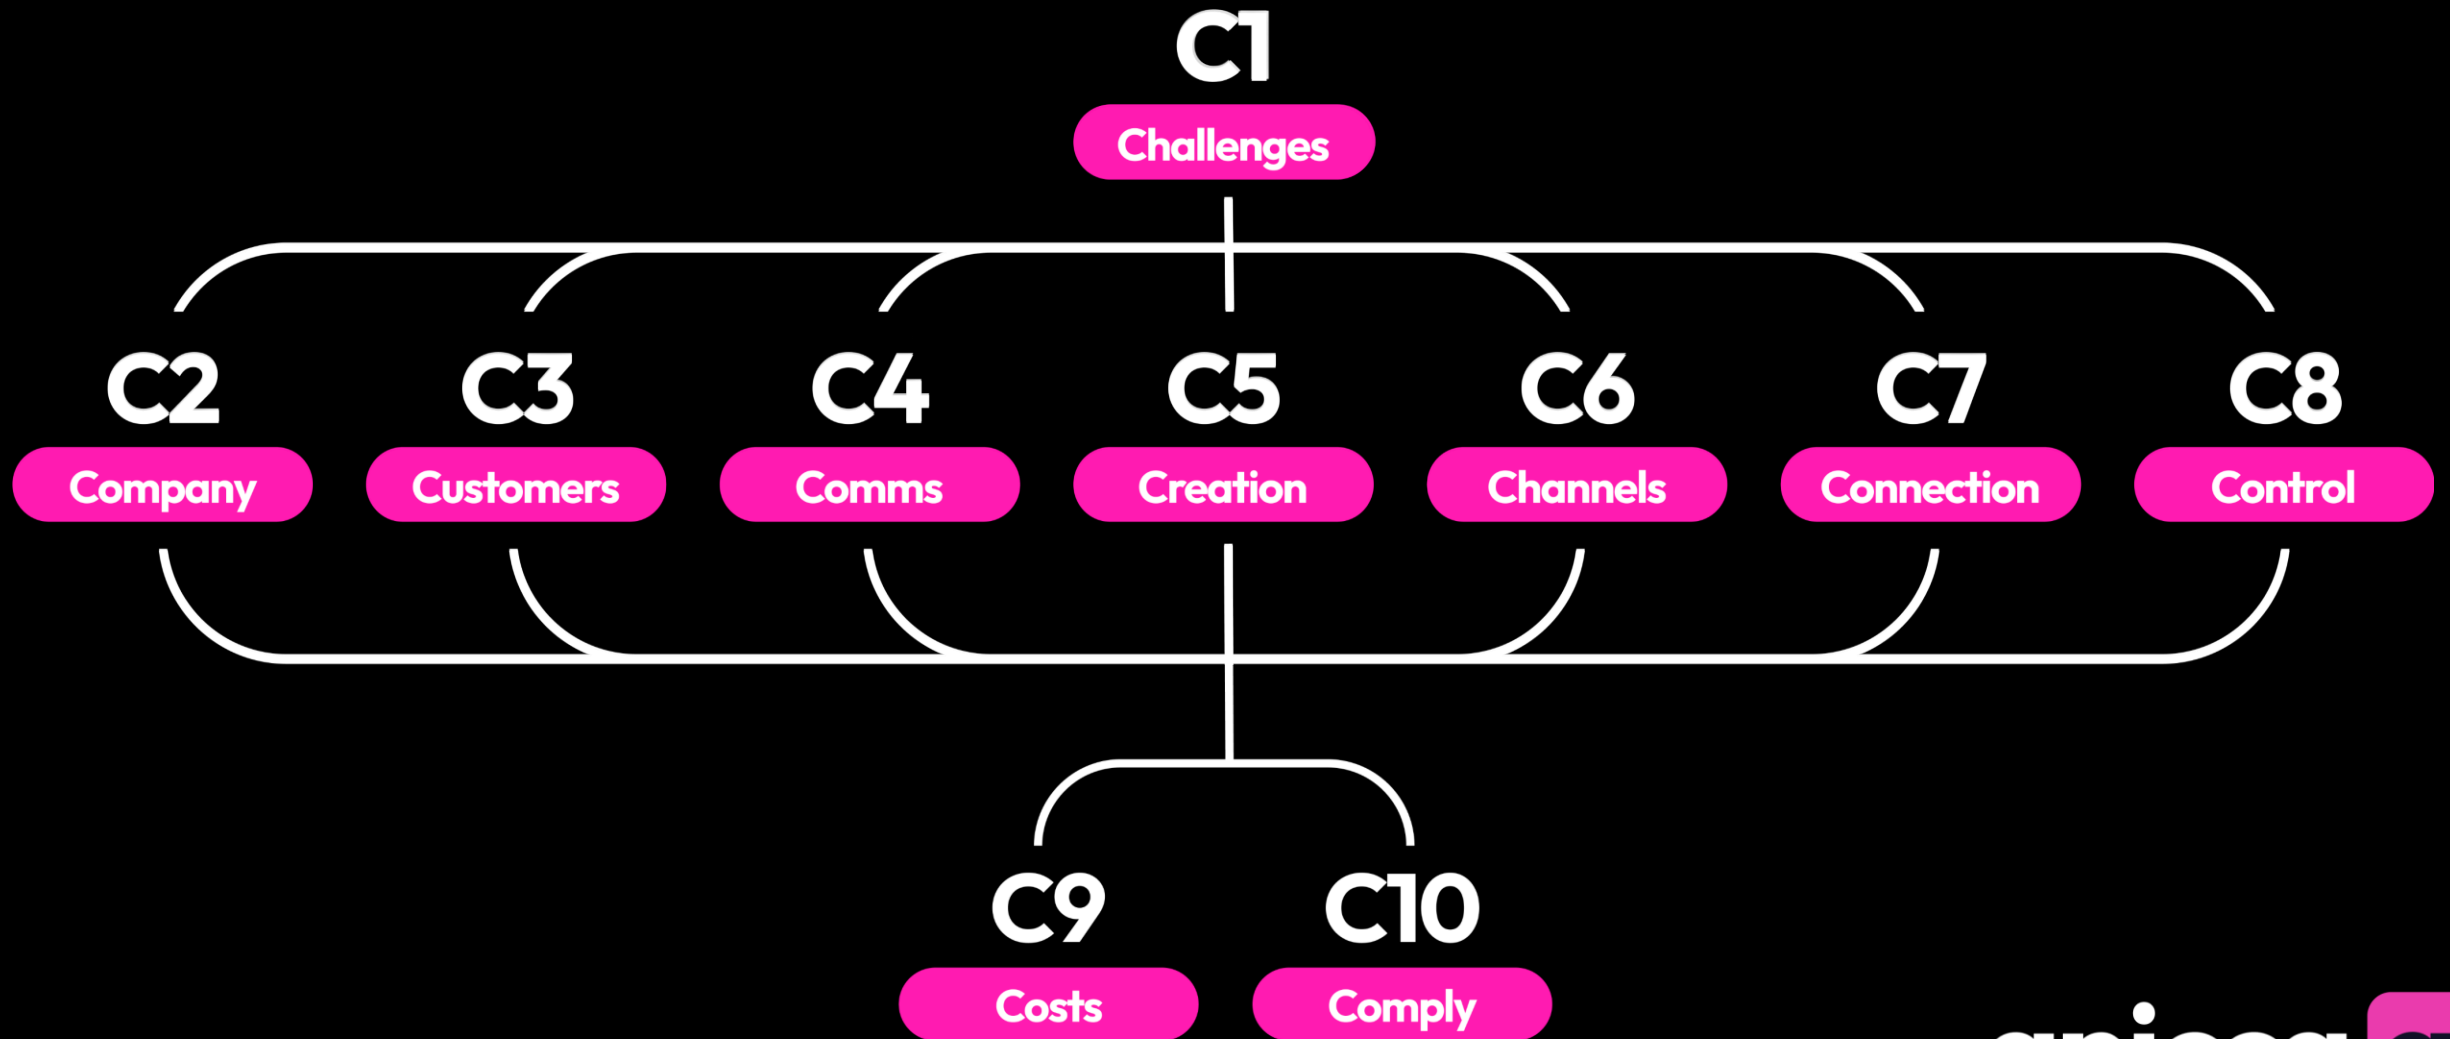 C1
Challenges
C2 C3 C4 C5 C6 C7 C8
Company Customers Comms Creation Channels Connection Control
C9 C10
Costs Comply